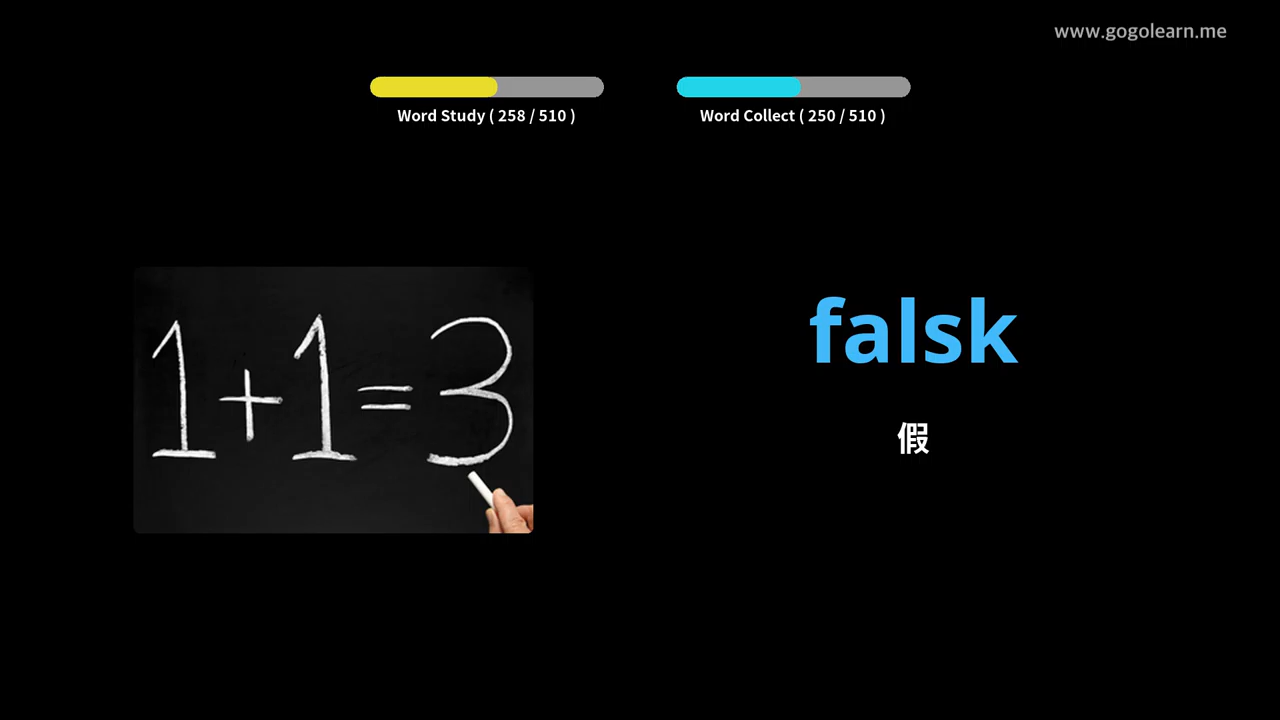 www.gogolearn.me
Word Study ( 258 / 510 )
Word Collect ( 250 / 510 )
1+1=3
falsk
假